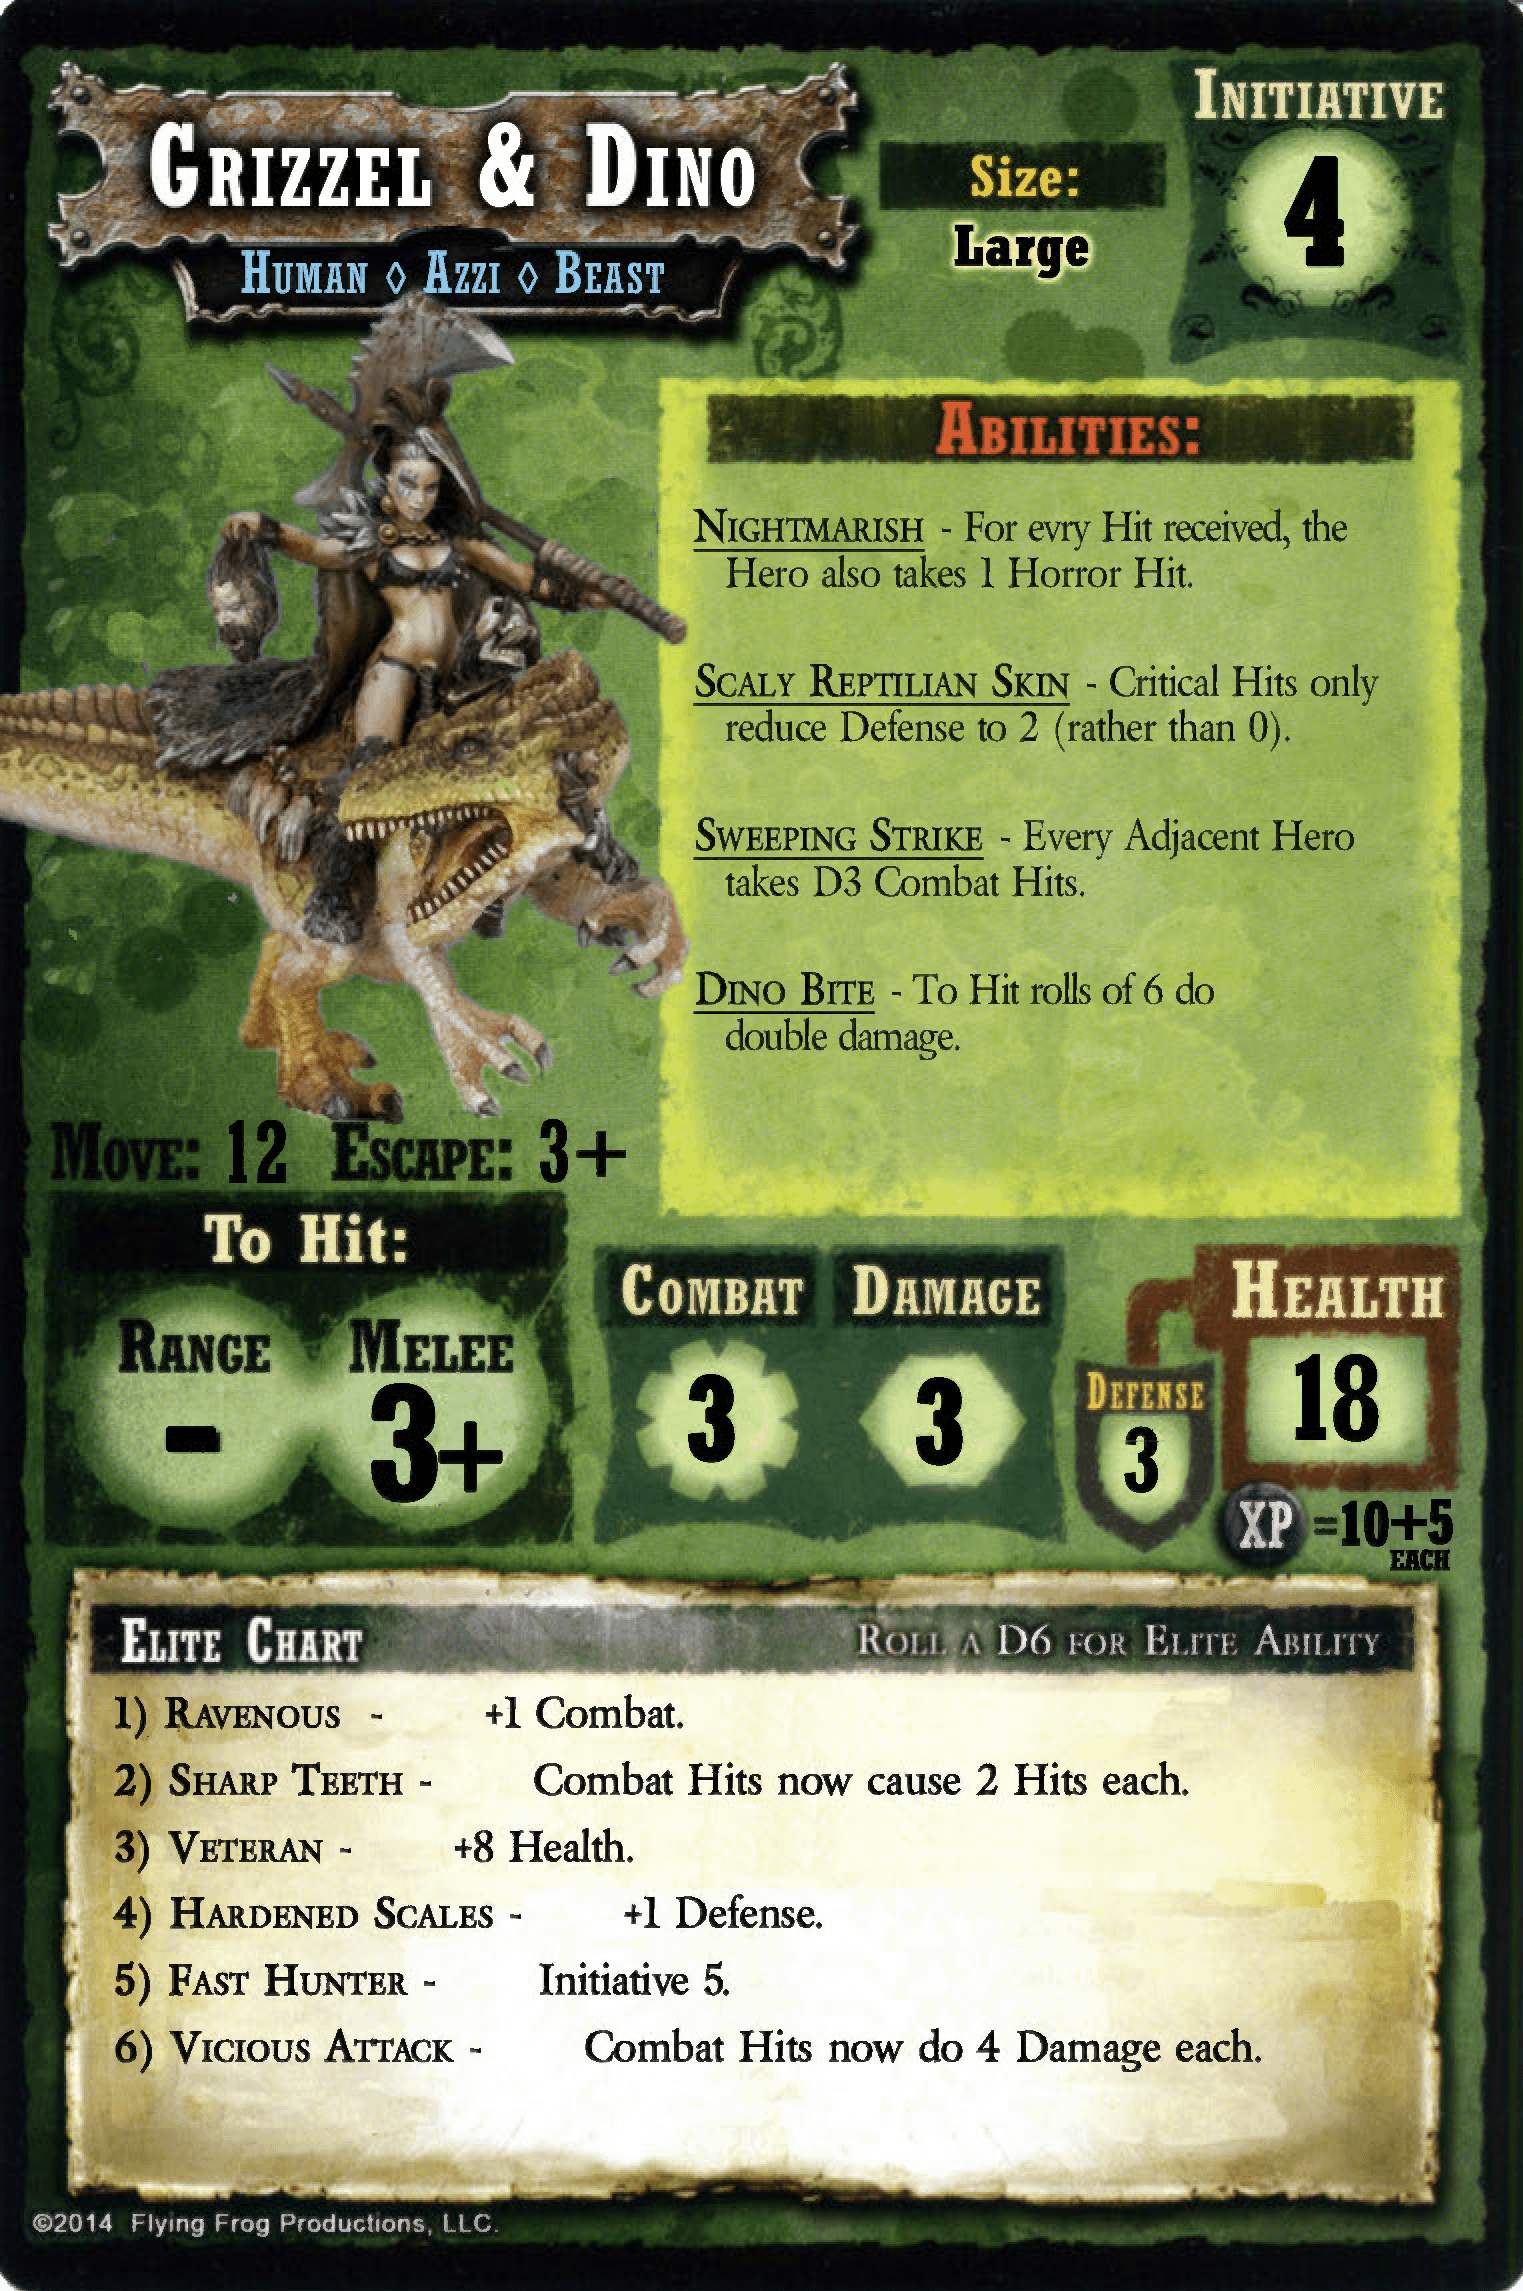 Grizzel & Dino
Human ◊ Azzi ◊ Beast
Size:
Large
Initiative
4
Abilities:
Nightmarish - For evry Hit received, the
Hero also takes 1 Horror Hit.
Scaly Reptilian Skin - Critical Hits only
reduce Defense to 2 (rather than 0).
Sweeping Strike - Every Adjacent Hero
takes D3 Combat Hits.
Dino Bite - To Hit rolls of 6 do
double damage.
Move: 12 Escape: 3+
To Hit:
Range
-
Melee
3+
Combat
3
Damage
3
Defense
3
Health
18
XP =10+5
EACH
Elite Chart Roll a D6 for Elite Ability
1) Ravenous - +1 Combat.
2) Sharp Teeth - Combat Hits now cause 2 Hits each.
3) Veteran - +8 Health.
4) Hardened Scales - +1 Defense.
5) Fast Hunter - Initiative 5.
6) Vicious Attack - Combat Hits now do 4 Damage each.
©2014 Flying Frog Productions, LLC.